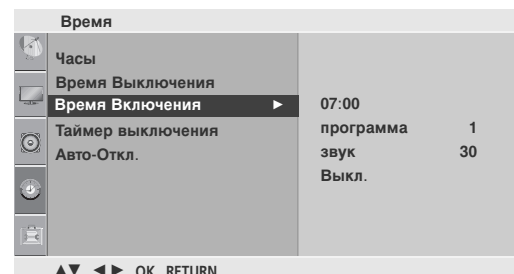 Время
Часы
Время Выключения
Время Включения ►
Таймер выключения
Авто-Откл.
07:00
программа 1
звук 30
Выкл.
▲▼ ◄► OK RETURN